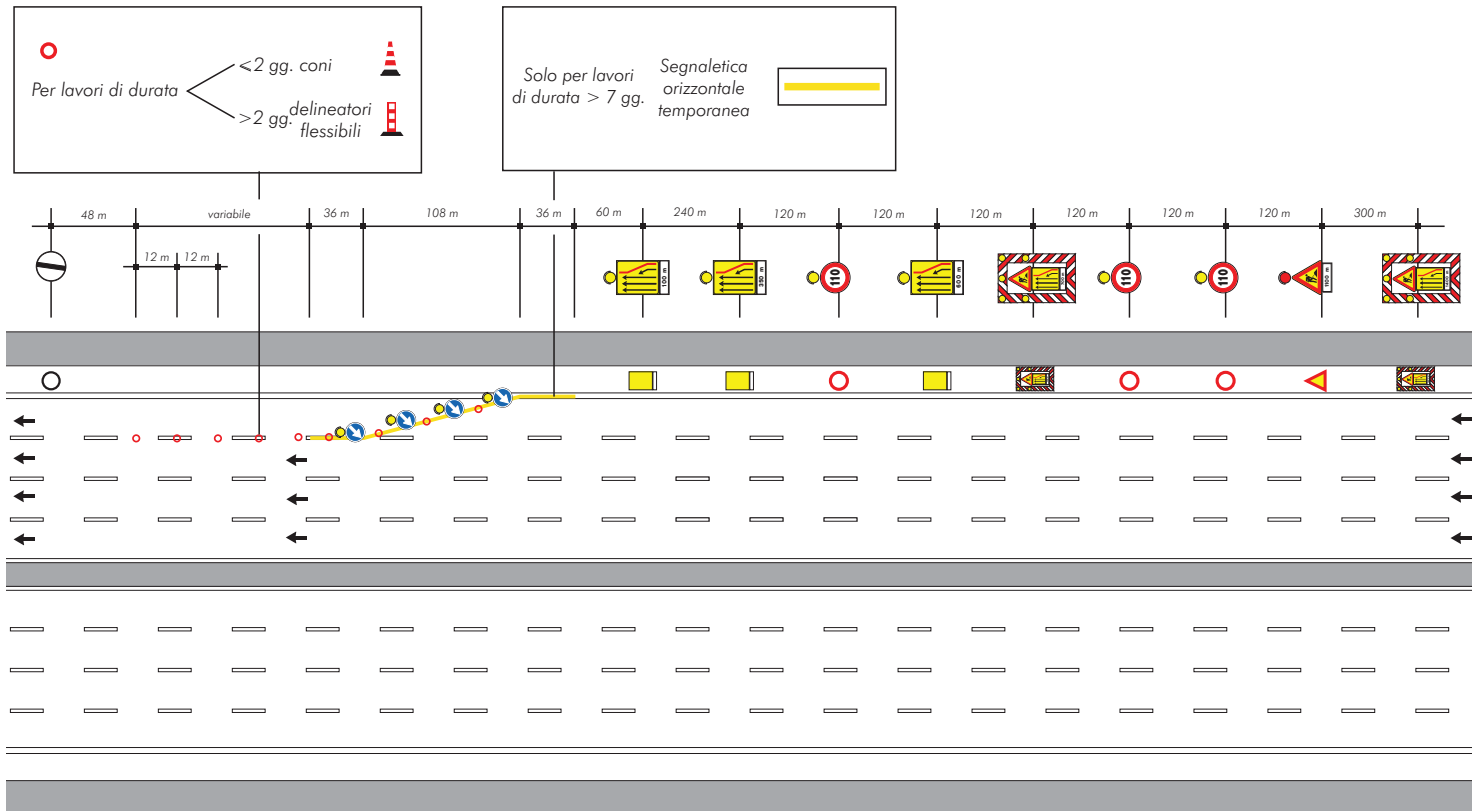 Per lavori di durata
<2 gg. coni
>2 gg. delineatori
flessibili
Solo per lavori
di durata > 7 gg.
Segnaletica
orizzontale
temporanea
48 m
variabile
36 m
108 m
36 m
60 m
240 m
120 m
120 m
120 m
120 m
120 m
120 m
300 m
12 m
12 m
100 m
110
600 m
110
110